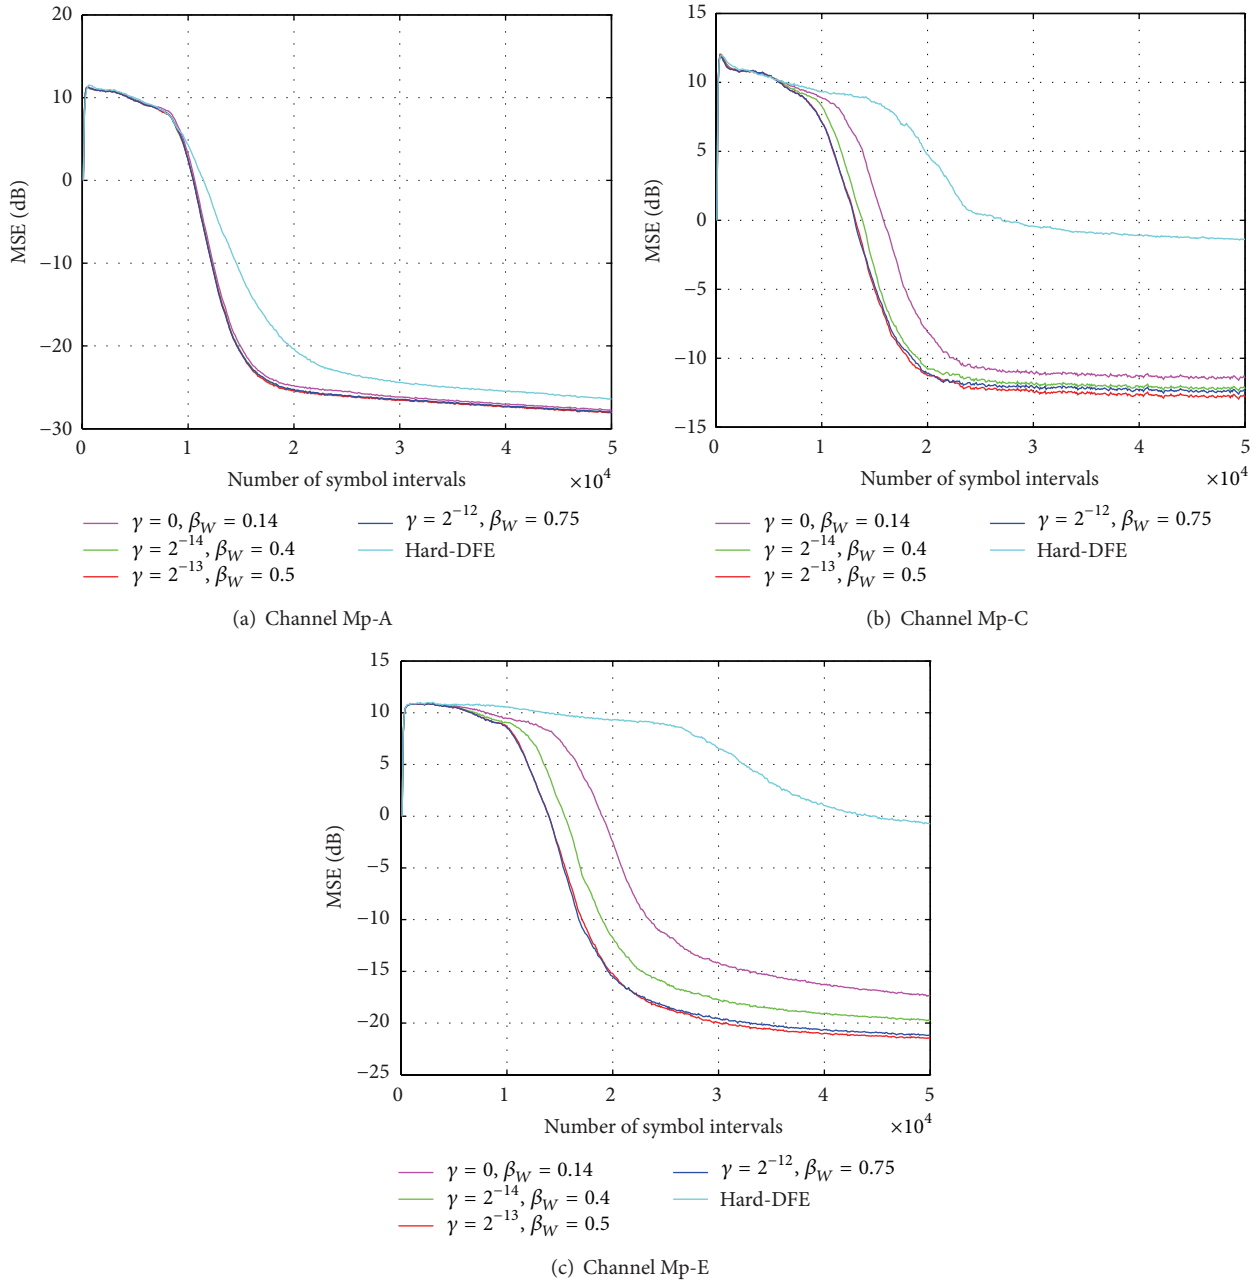 20
10
0
−10
−20
−30
MSE (dB)
0 1 2 3 4 5
Number of symbol intervals
×10⁴
γ = 0, β_W = 0.14
γ = 2⁻¹⁴, β_W = 0.4
γ = 2⁻¹³, β_W = 0.5
γ = 2⁻¹², β_W = 0.75
Hard-DFE
(a) Channel Mp-A
15
10
5
0
−5
−10
−15
MSE (dB)
0 1 2 3 4 5
Number of symbol intervals
×10⁴
γ = 0, β_W = 0.14
γ = 2⁻¹⁴, β_W = 0.4
γ = 2⁻¹³, β_W = 0.5
γ = 2⁻¹², β_W = 0.75
Hard-DFE
(b) Channel Mp-C
15
10
5
0
−5
−10
−15
−20
−25
MSE (dB)
0 1 2 3 4 5
Number of symbol intervals
×10⁴
γ = 0, β_W = 0.14
γ = 2⁻¹⁴, β_W = 0.4
γ = 2⁻¹³, β_W = 0.5
γ = 2⁻¹², β_W = 0.75
Hard-DFE
(c) Channel Mp-E